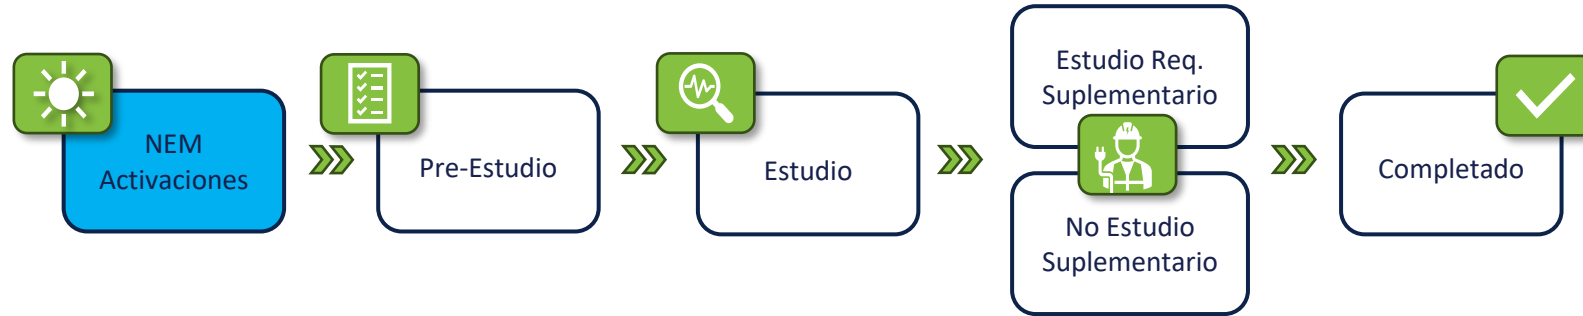 NEM
Activaciones
Pre-Estudio
Estudio
Estudio Req.
Suplementario
No Estudio
Suplementario
Completado